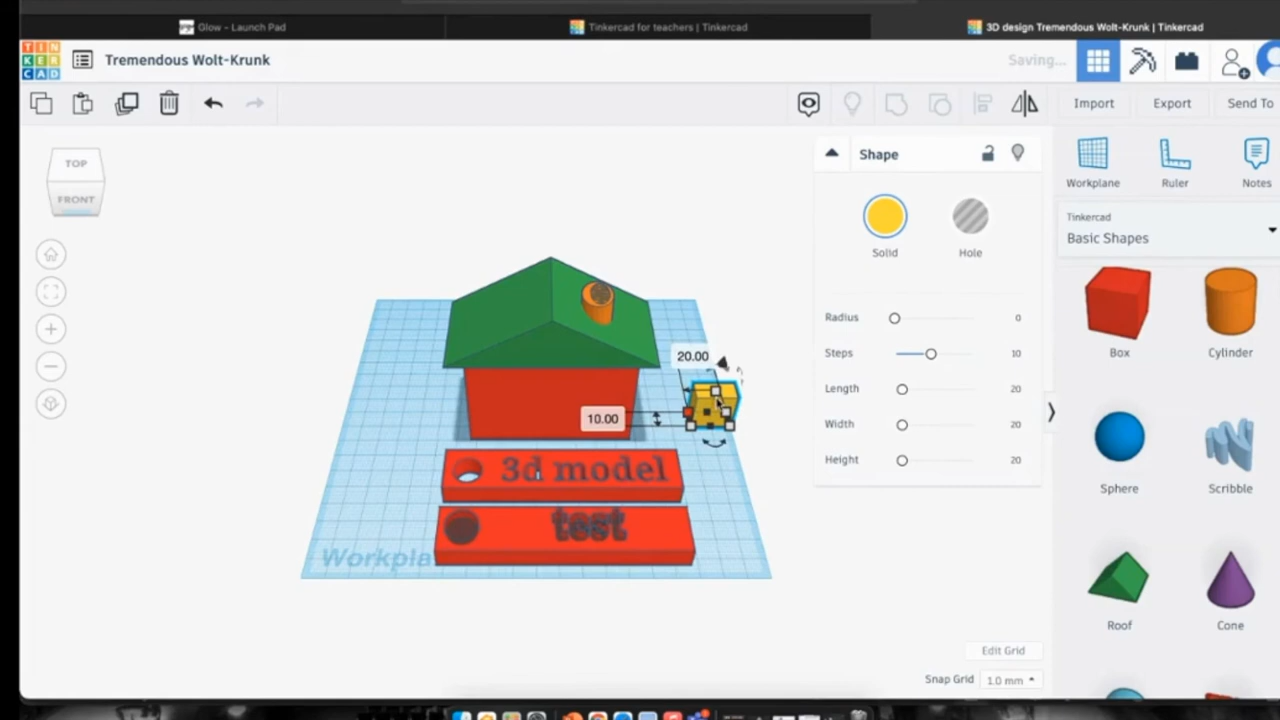 Glow – Launch Pad
Tinkercad for teachers | Tinkercad
3D design Tremendous Wolt-Krunk | Tinkercad
TIN
KER
CAD
Tremendous Wolt-Krunk
Saving...
Import
Export
Send To
TOP
FRONT
Shape
Solid
Hole
Radius
0
Steps
10
Length
20
Width
20
Height
20
Workplane
Ruler
Notes
Tinkercad
Basic Shapes
Box
Cylinder
Sphere
Scribble
Roof
Cone
20.00
10.00
3d model
test
Workpla
Edit Grid
Snap Grid
1.0 mm